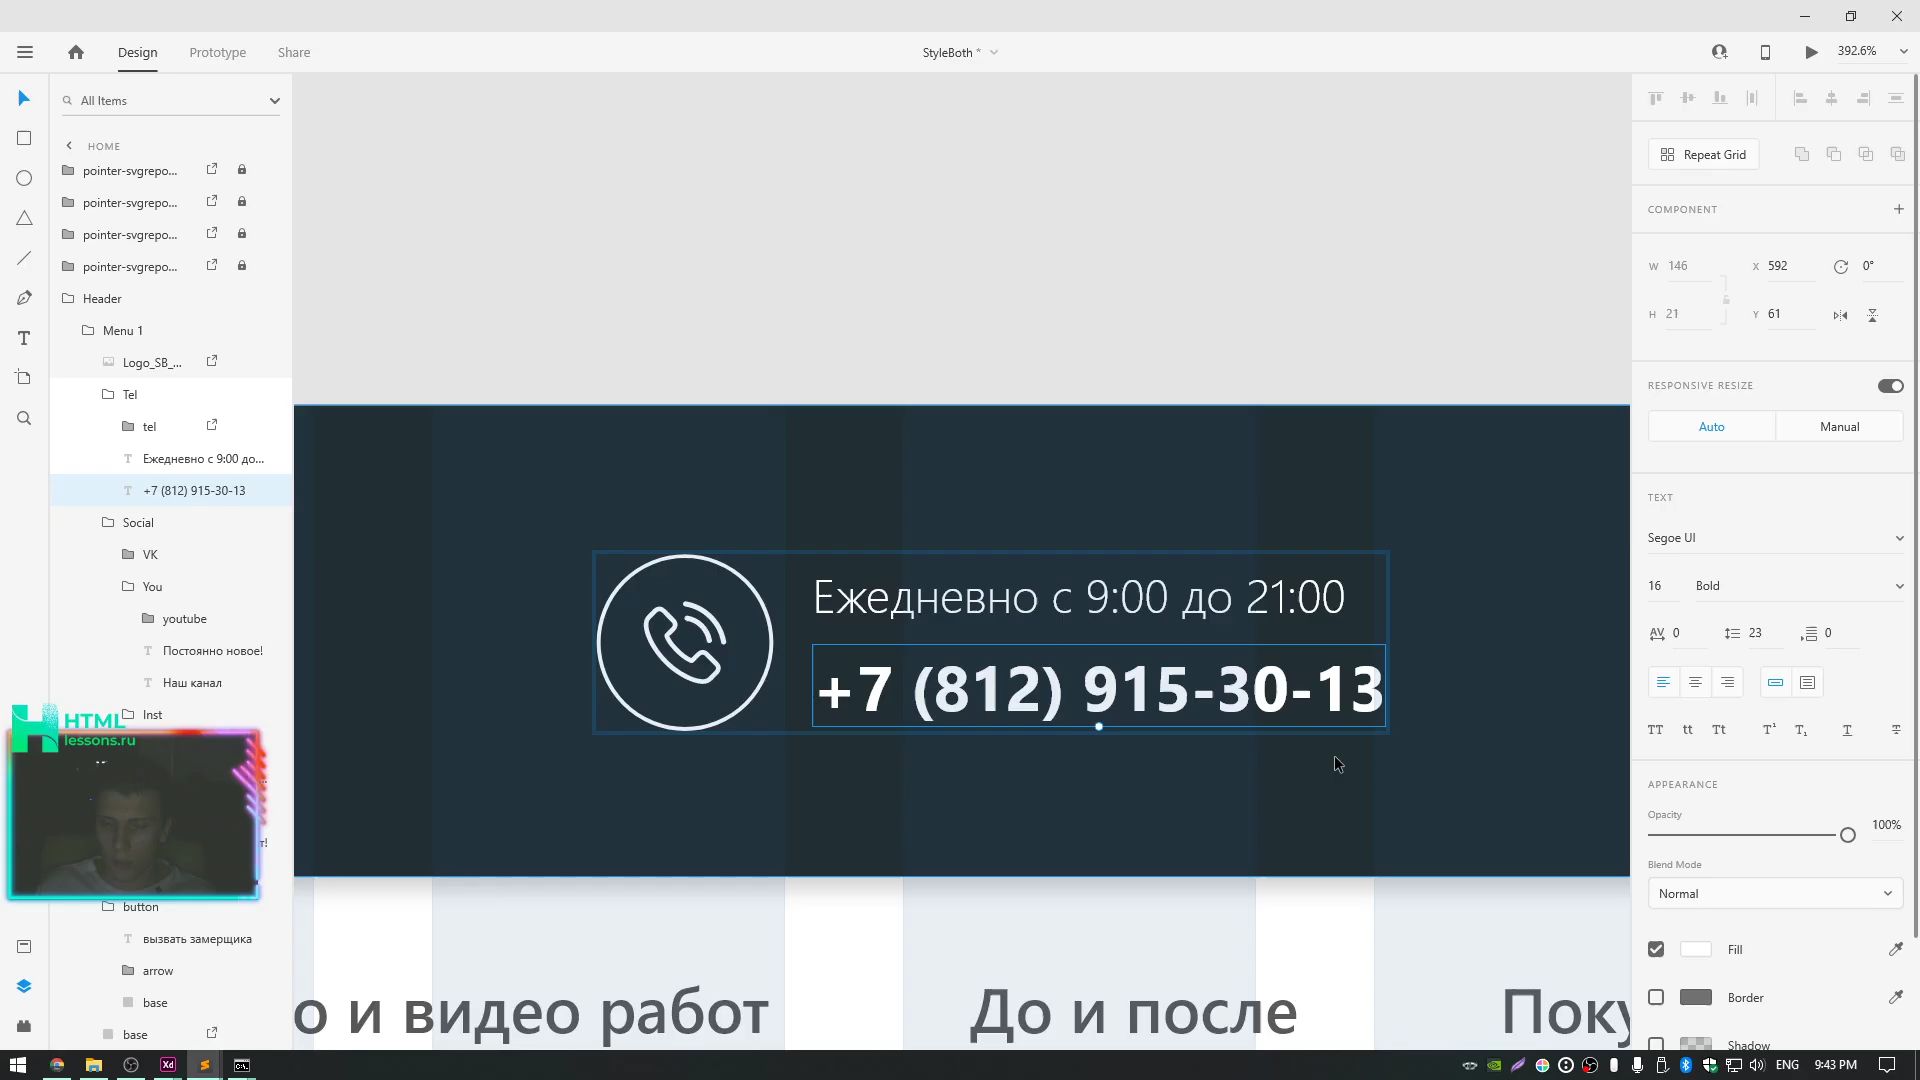 Design
Prototype
Share
StyleBoth *
392.6%
All Items
HOME
pointer-svgrepo...
pointer-svgrepo...
pointer-svgrepo...
pointer-svgrepo...
Header
Menu 1
Logo_SB_...
Tel
tel
Ежедневно с 9:00 до...
+7 (812) 915-30-13
Social
VK
You
youtube
Постоянно новое!
Наш канал
Inst
HTML
lessons.ru
button
вызвать замерщика
arrow
base
base
Ежедневно с 9:00 до 21:00
+7 (812) 915-30-13
о и видео работ
До и после
Поку
Repeat Grid
COMPONENT
W 146
X 592
0°
H 21
Y 61
RESPONSIVE RESIZE
Auto
Manual
TEXT
Segoe UI
16
Bold
AV 0
23
0
TT
tt
Tt
APPEARANCE
Opacity
100%
Blend Mode
Normal
Fill
Border
Shadow
Xd
ENG
9:43 PM